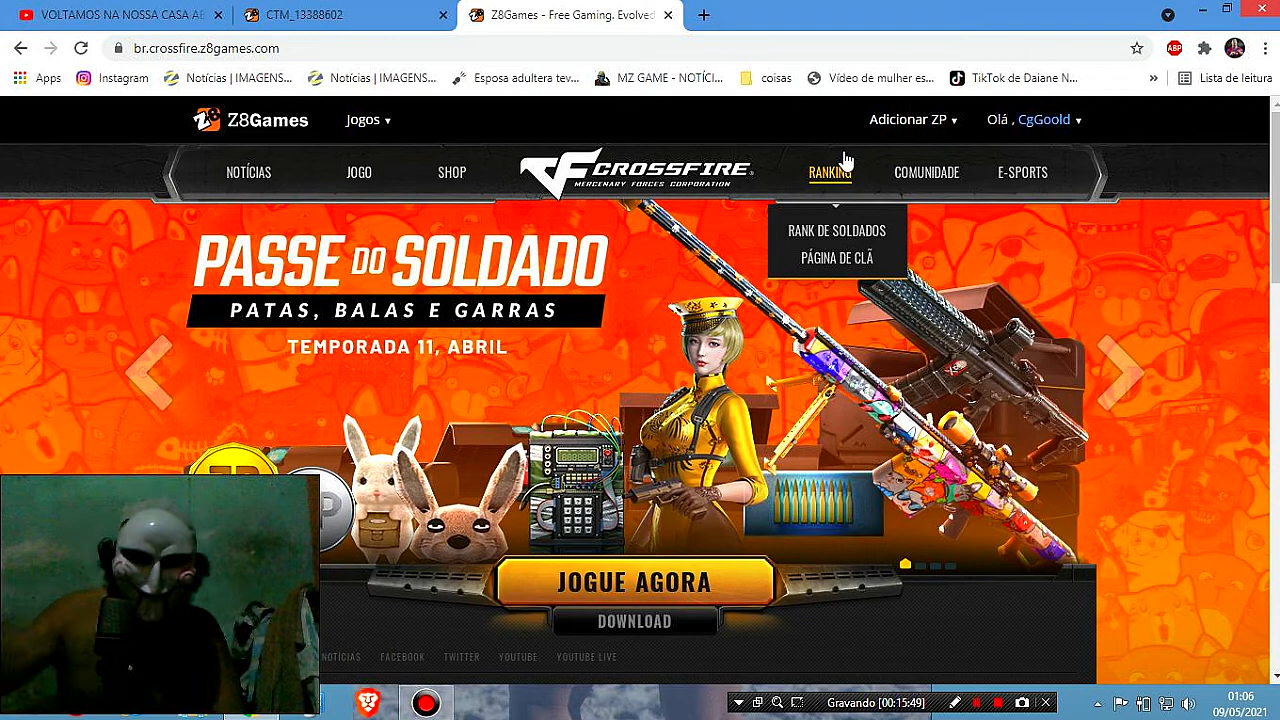 VOLTAMOS NA NOSSA CASA AB
CTM_13388602
Z8Games - Free Gaming. Evolved
br.crossfire.z8games.com
ABP
Apps
Instagram
Notícias | IMAGENS...
Notícias | IMAGENS...
Esposa adultera tev...
MZ GAME - NOTÍCI...
codes
Vídeo de mulher es...
TikTok de Daiane N...
»
Lista de leitura
Z8Games
Jogos
Adicionar ZP
Olá , CgGoold
NOTÍCIAS
JOGO
SHOP
CROSSFIRE
MERCENARY FORCES CORPORATION
RANKING
COMUNIDADE
E-SPORTS
RANK DE SOLDADOS
PÁGINA DE CLÃ
PASSE DO SOLDADO
PATAS, BALAS E GARRAS
TEMPORADA 11, ABRIL
JOGUE AGORA
DOWNLOAD
NOTÍCIAS
FACEBOOK
TWITTER
YOUTUBE
YOUTUBE LIVE
Gravando [00:15:49]
01:06
09/05/2021